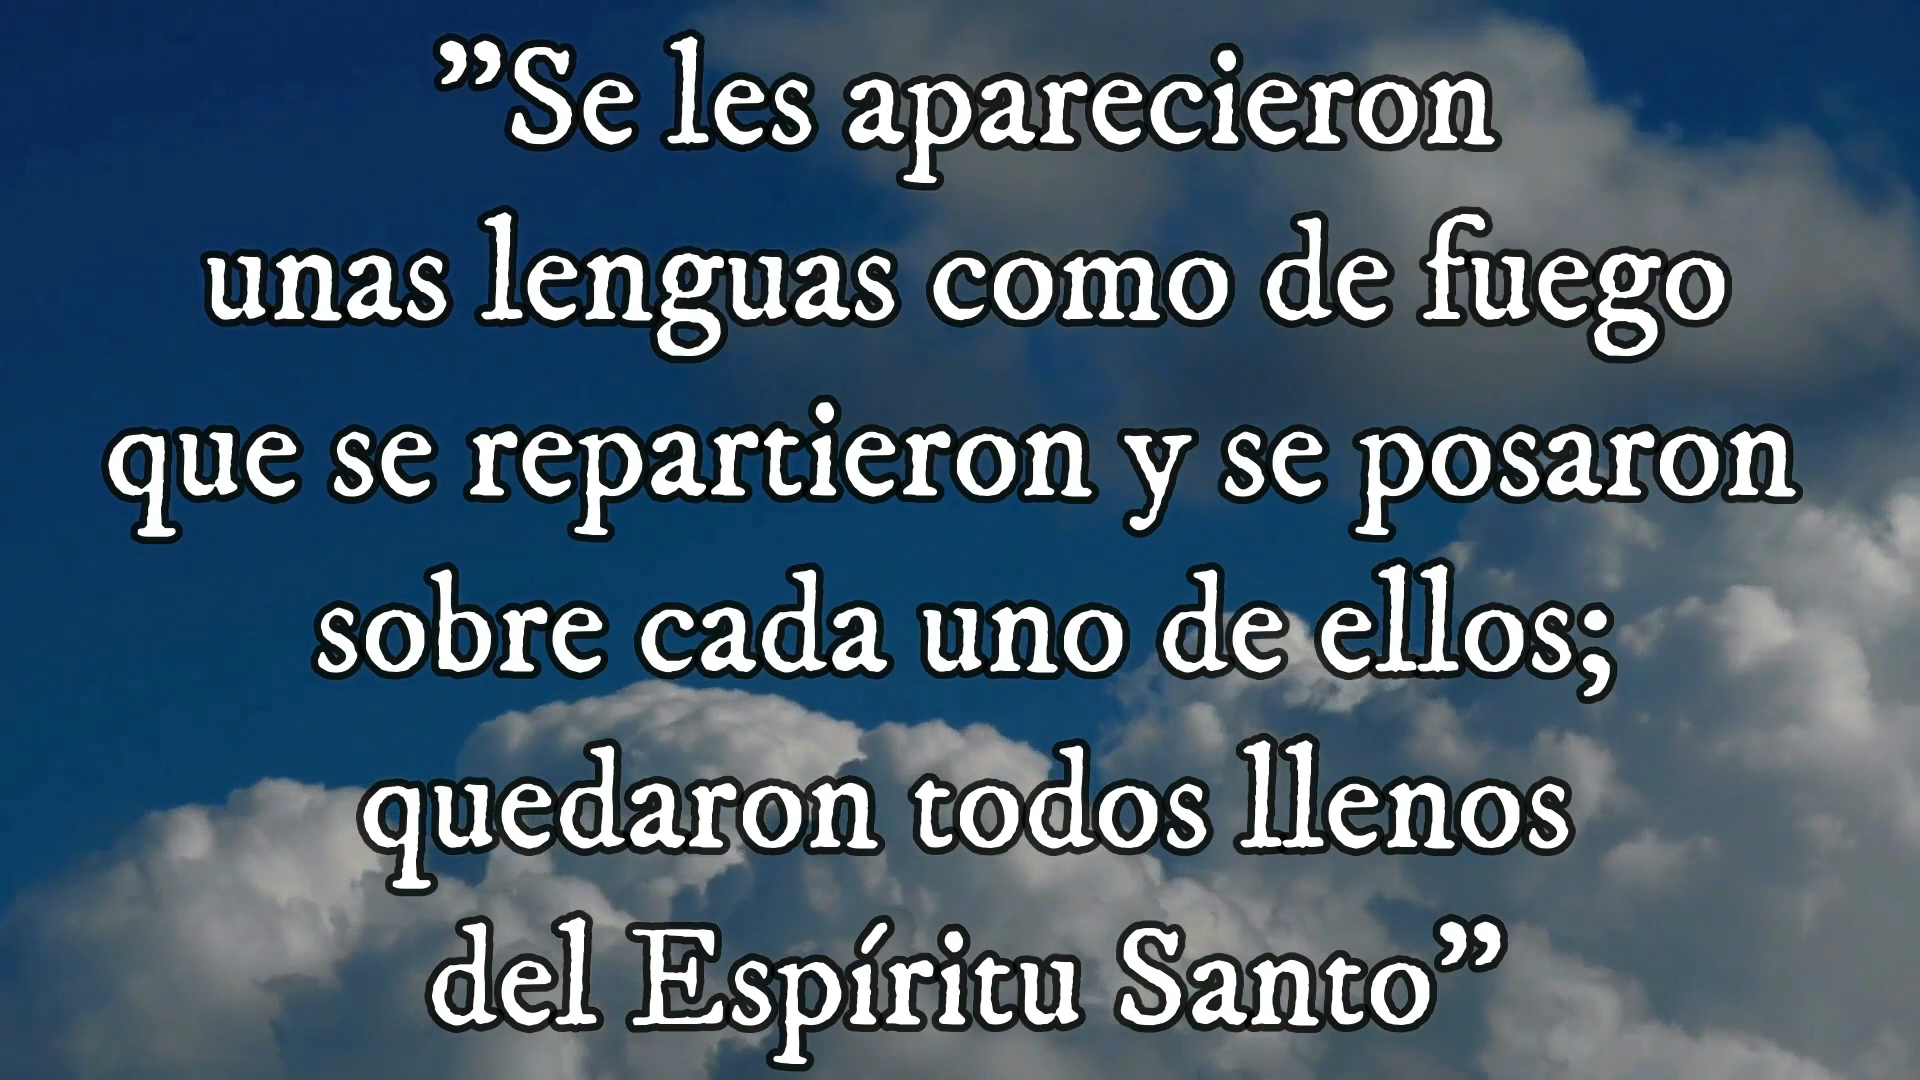 ”Se les aparecieron
unas lenguas como de fuego
que se repartieron y se posaron
sobre cada uno de ellos;
quedaron todos llenos
del Espíritu Santo”